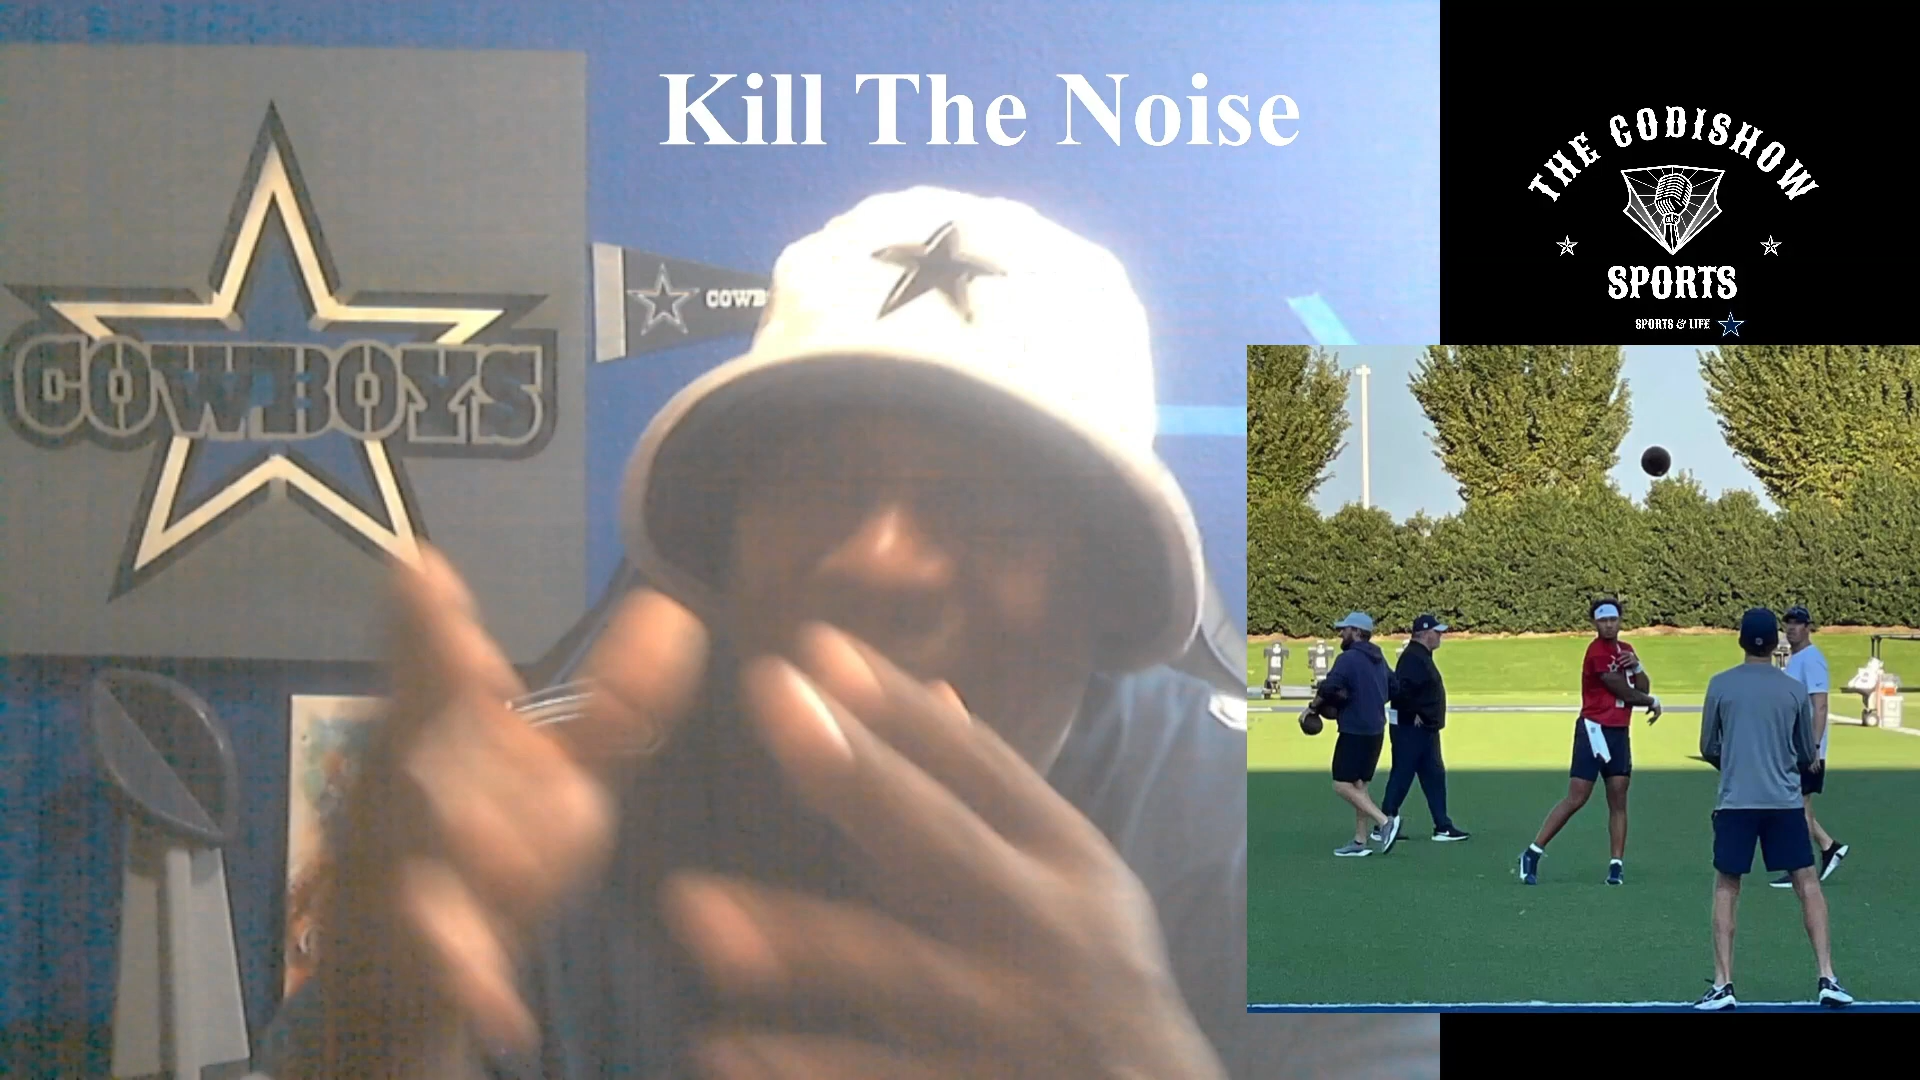 Kill The Noise
THE CODISHOW
SPORTS
SPORTS & LIFE
COWB
COWBOYS